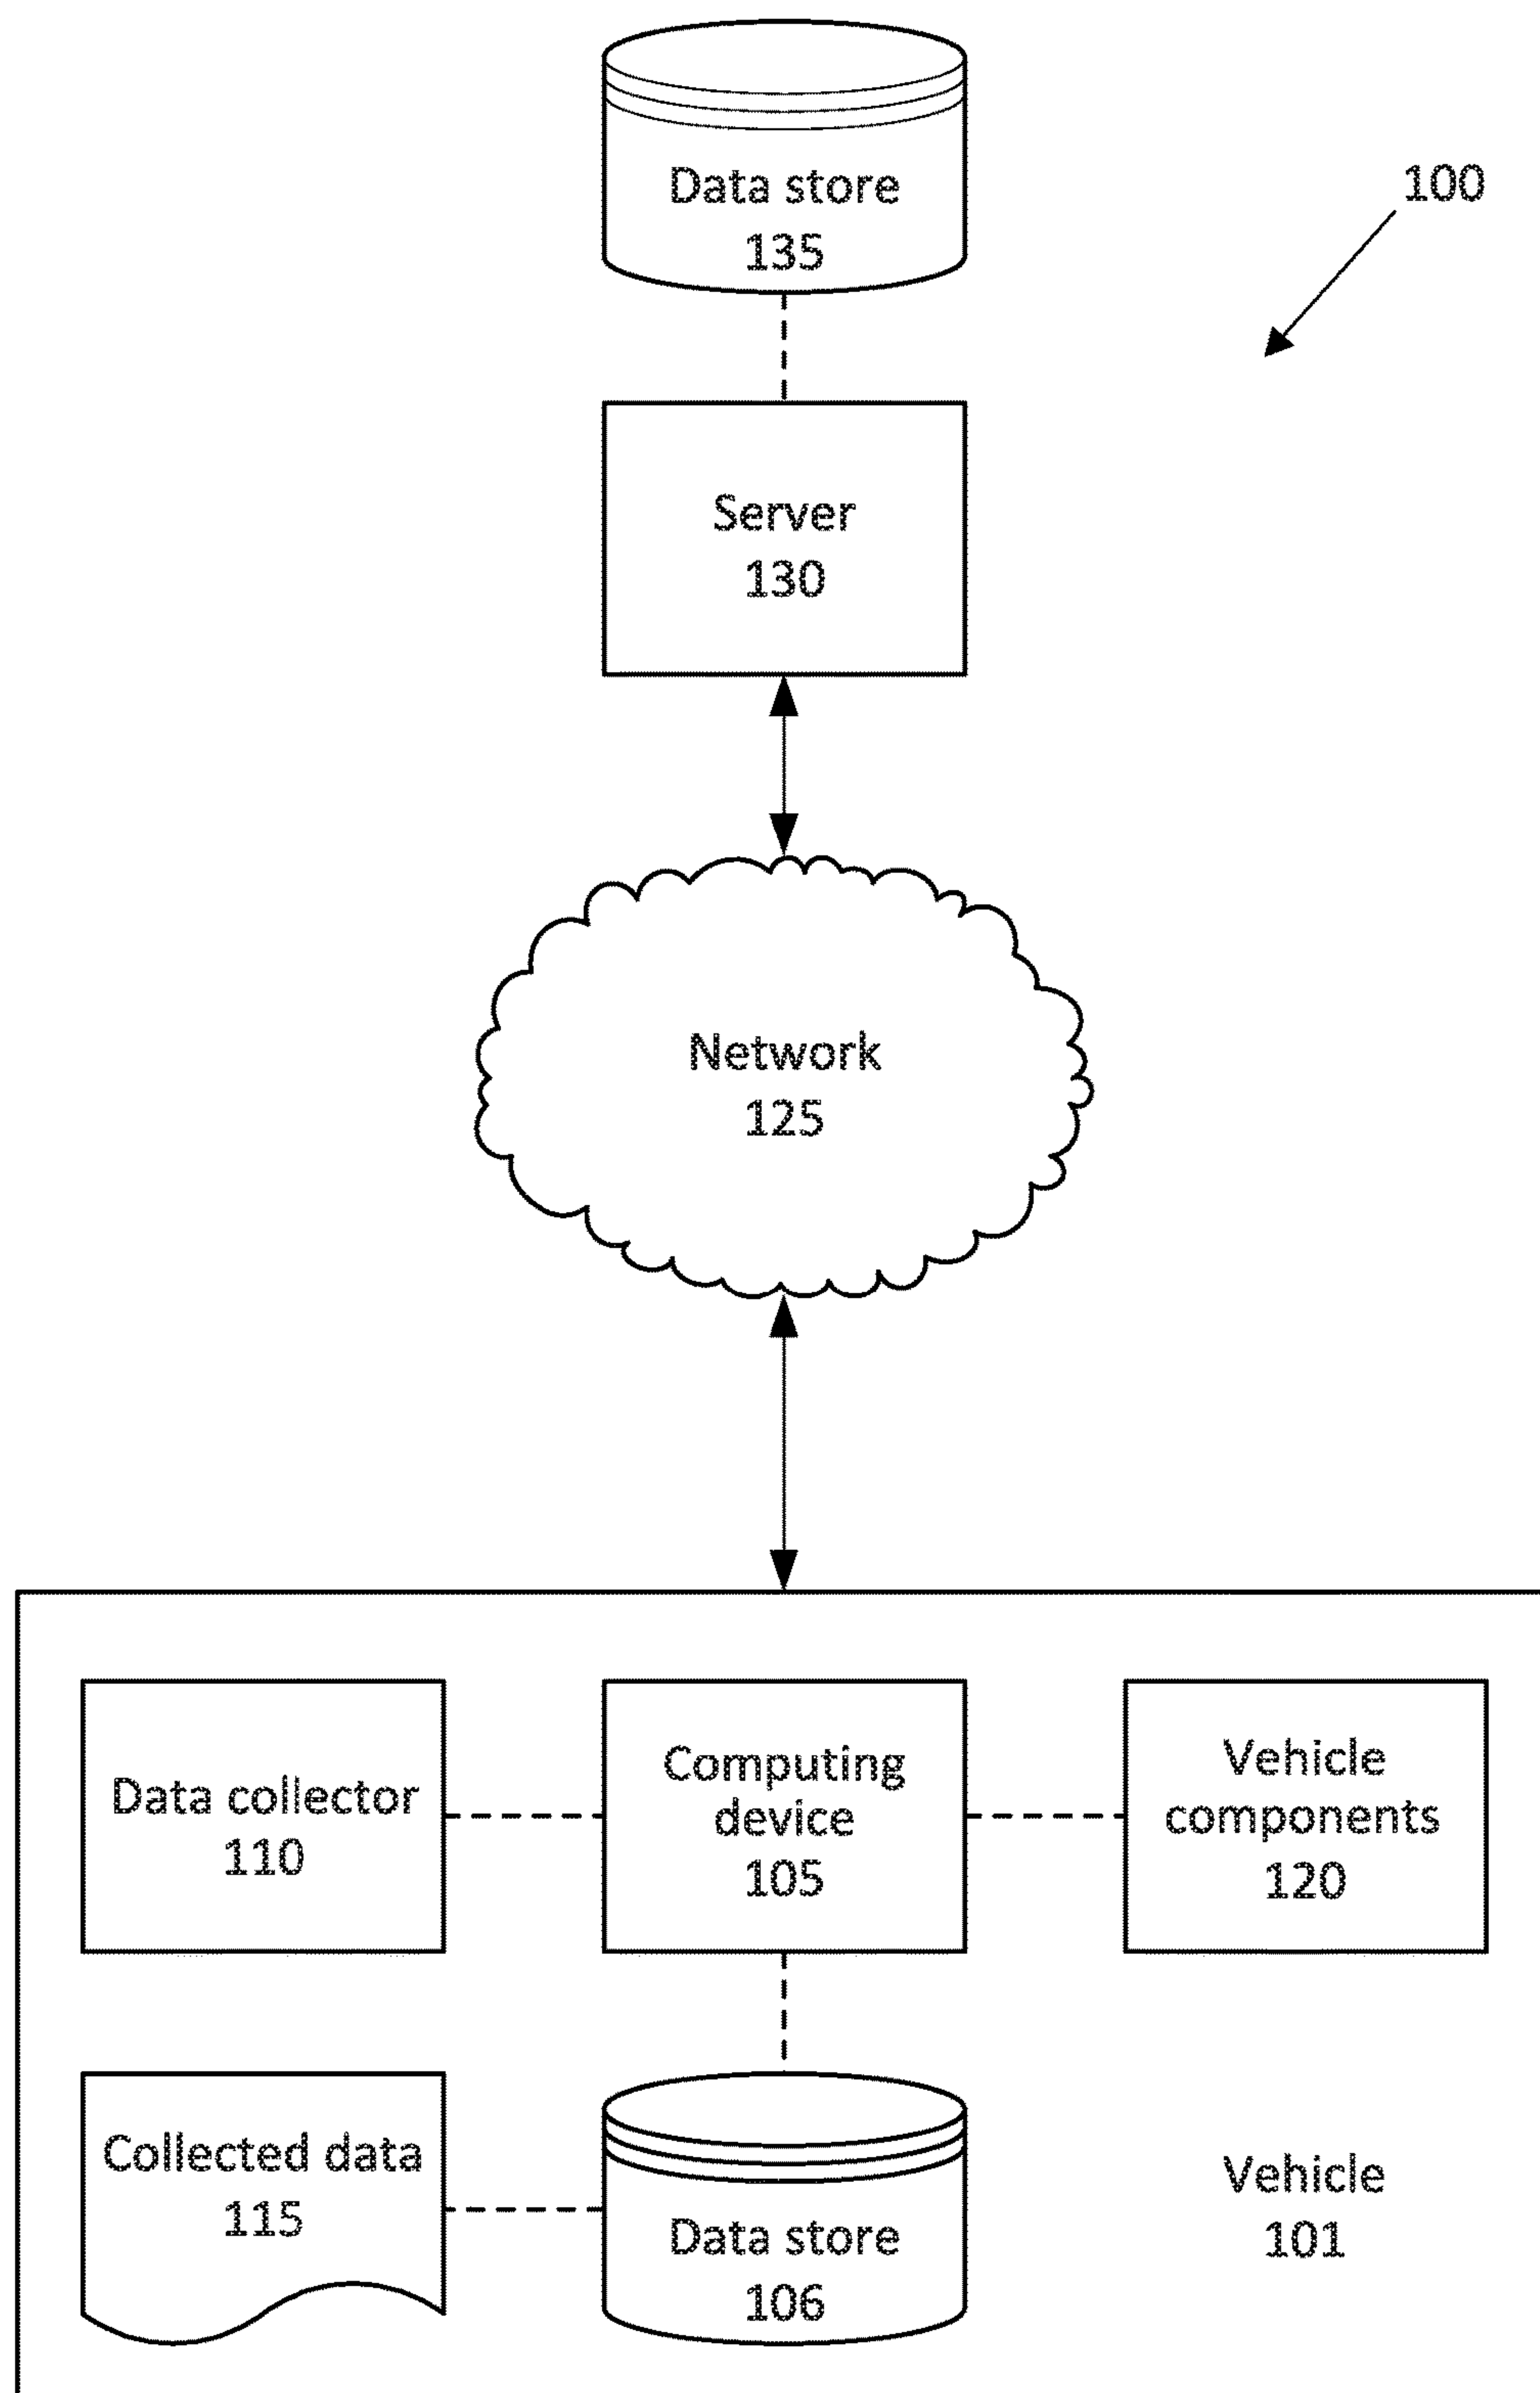 Data store
135
100
Server
130
Network
125
Data collector
110
Computing
device
105
Vehicle
components
120
Collected data
115
Data store
106
Vehicle
101